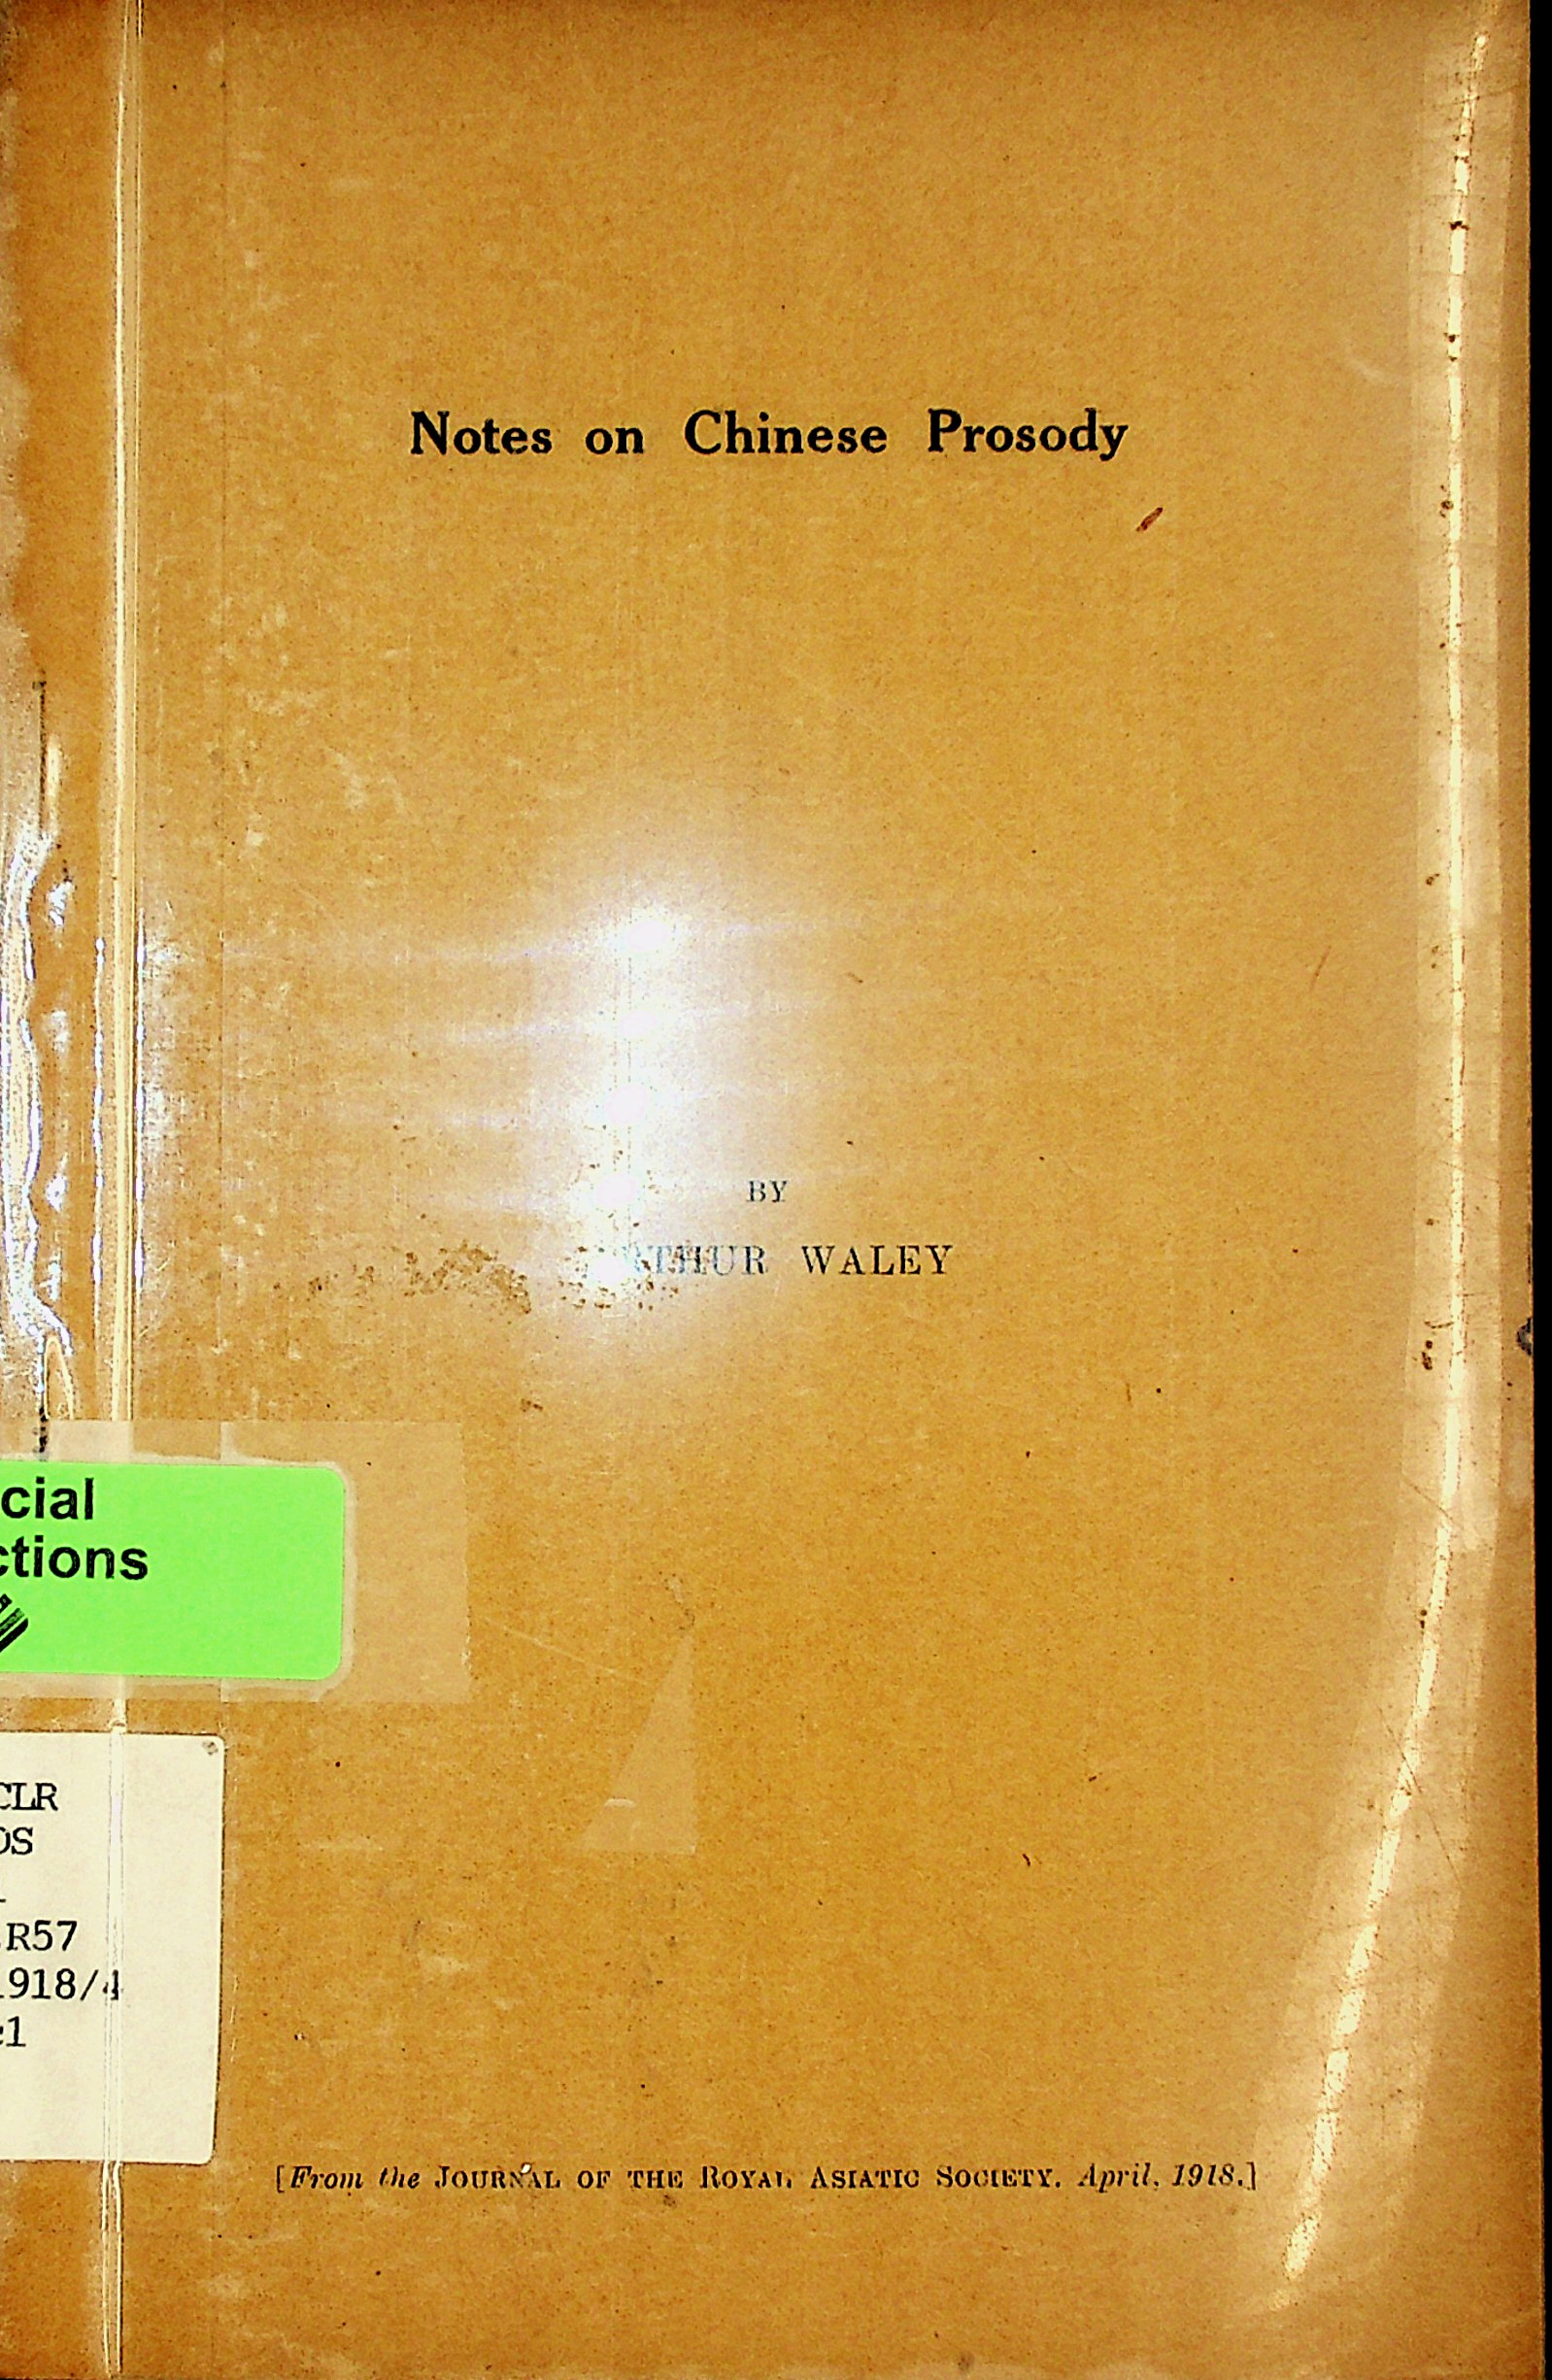 Notes on Chinese Prosody
BY
WALEY
cial
ctions
CLR
R57
1918/4
[From the JOURNAL OF THE ROYAL ASIATIC SOCIETY. April, 1918.]